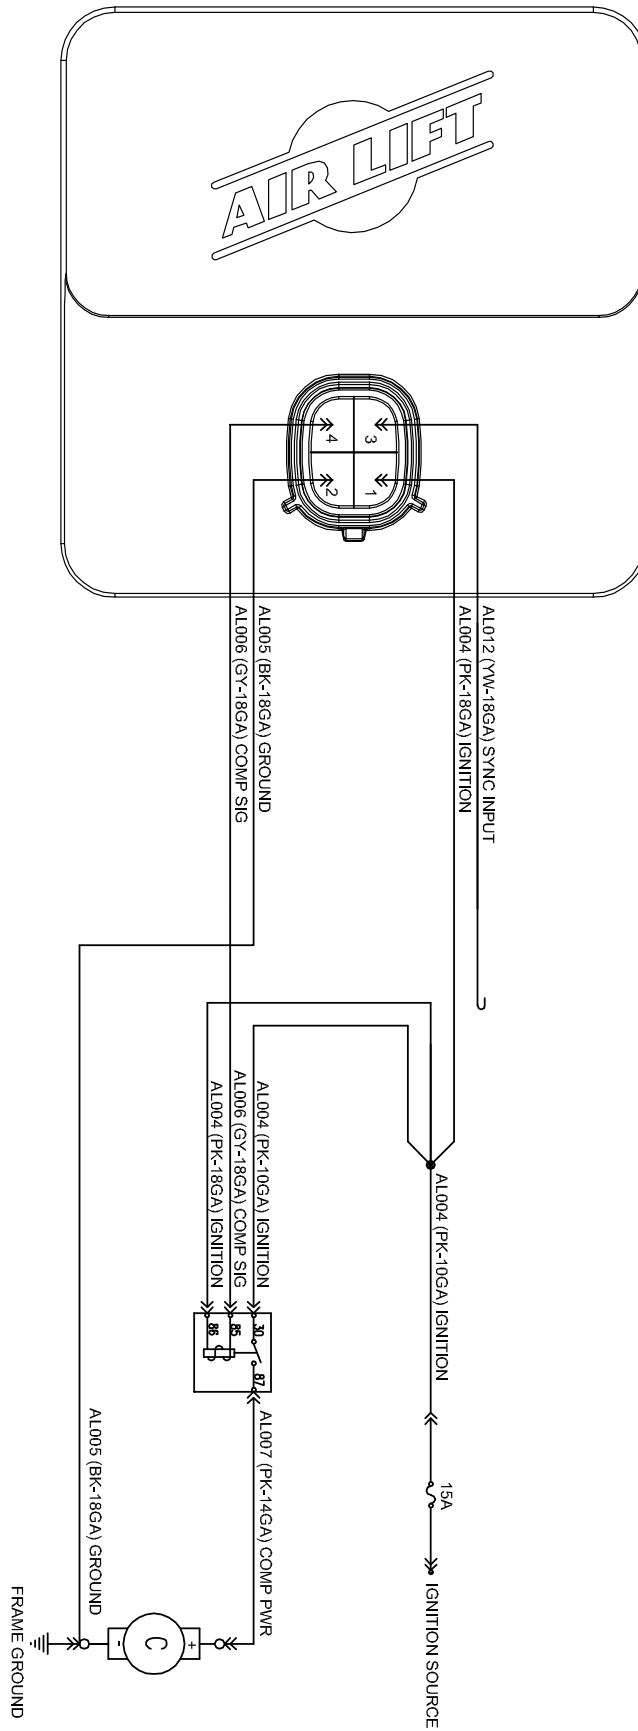 AIR LIFT
3
4
1
2
AL012 (YW-18GA) SYNC INPUT
AL004 (PK-18GA) IGNITION
AL005 (BK-18GA) GROUND
AL006 (GY-18GA) COMP SIG
AL004 (PK-10GA) IGNITION
AL004 (PK-10GA) IGNITION
AL006 (GY-18GA) COMP SIG
AL004 (PK-18GA) IGNITION
30
85
86
87
15A
IGNITION SOURCE
AL007 (PK-14GA) COMP PWR
AL005 (BK-18GA) GROUND
+
C
-
FRAME GROUND